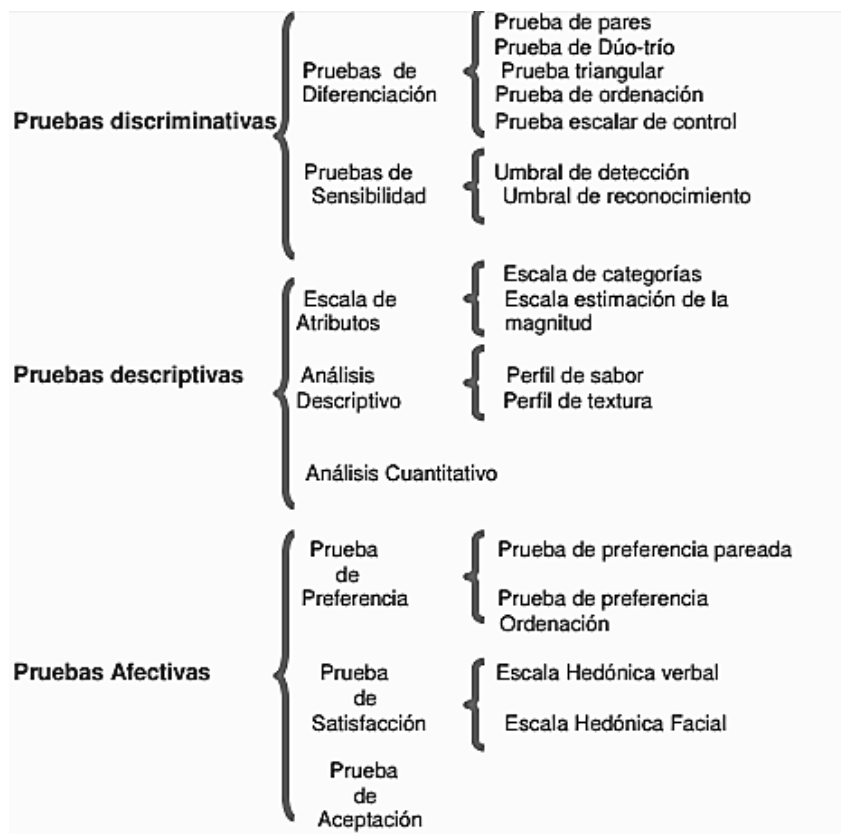 Prueba de pares
Prueba de Dúo-trío
Pruebas de
Diferenciación
Prueba triangular
Prueba de ordenación
Prueba escalar de control
Pruebas discriminativas
Pruebas de
Sensibilidad
Umbral de detección
Umbral de reconocimiento
Escala de
Atributos
Escala de categorías
Escala estimación de la
magnitud
Pruebas descriptivas
Análisis
Descriptivo
Perfil de sabor
Perfil de textura
Análisis Cuantitativo
Prueba
de
Preferencia
Prueba de preferencia pareada
Prueba de preferencia
Ordenación
Pruebas Afectivas
Prueba
de
Satisfacción
Escala Hedónica verbal
Escala Hedónica Facial
Prueba
de
Aceptación